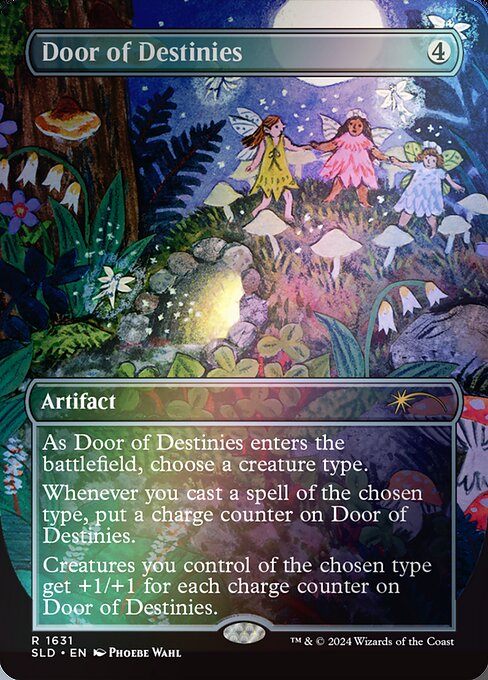 Door of Destinies 4
Artifact
As Door of Destinies enters the
battlefield, choose a creature type.
Whenever you cast a spell of the chosen
type, put a charge counter on Door of
Destinies.
Creatures you control of the chosen type
get +1/+1 for each charge counter on
Door of Destinies.
R 1631
SLD • EN Phoebe Wahl
™ & © 2024 Wizards of the Coast